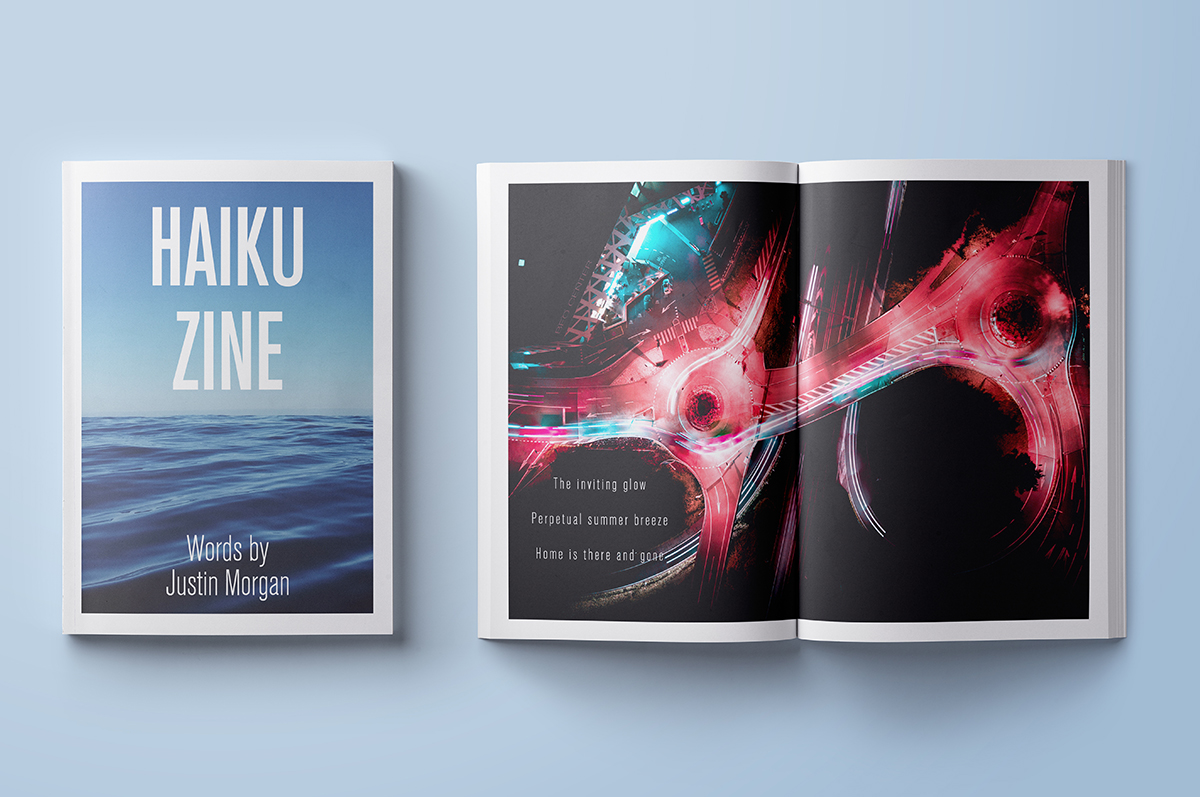 HAIKU
ZINE
Words by
Justin Morgan
The inviting glow
Perpetual summer breeze
Home is there and gone